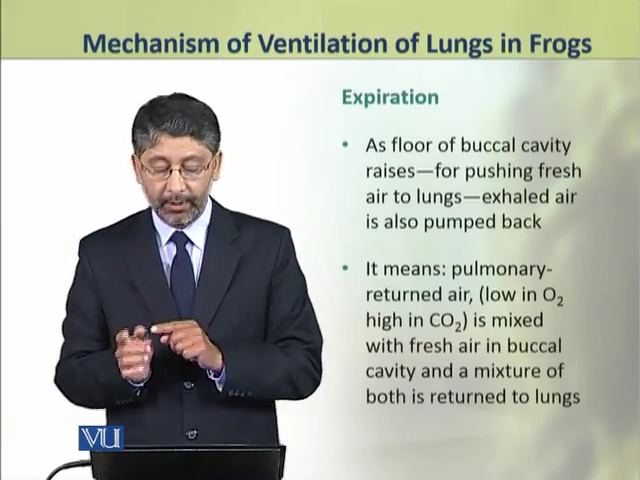 Mechanism of Ventilation of Lungs in Frogs
Expiration
• As floor of buccal cavity
raises—for pushing fresh
air to lungs—exhaled air
is also pumped back
• It means: pulmonary-
returned air, (low in O₂
high in CO₂) is mixed
with fresh air in buccal
cavity and a mixture of
both is returned to lungs
VU